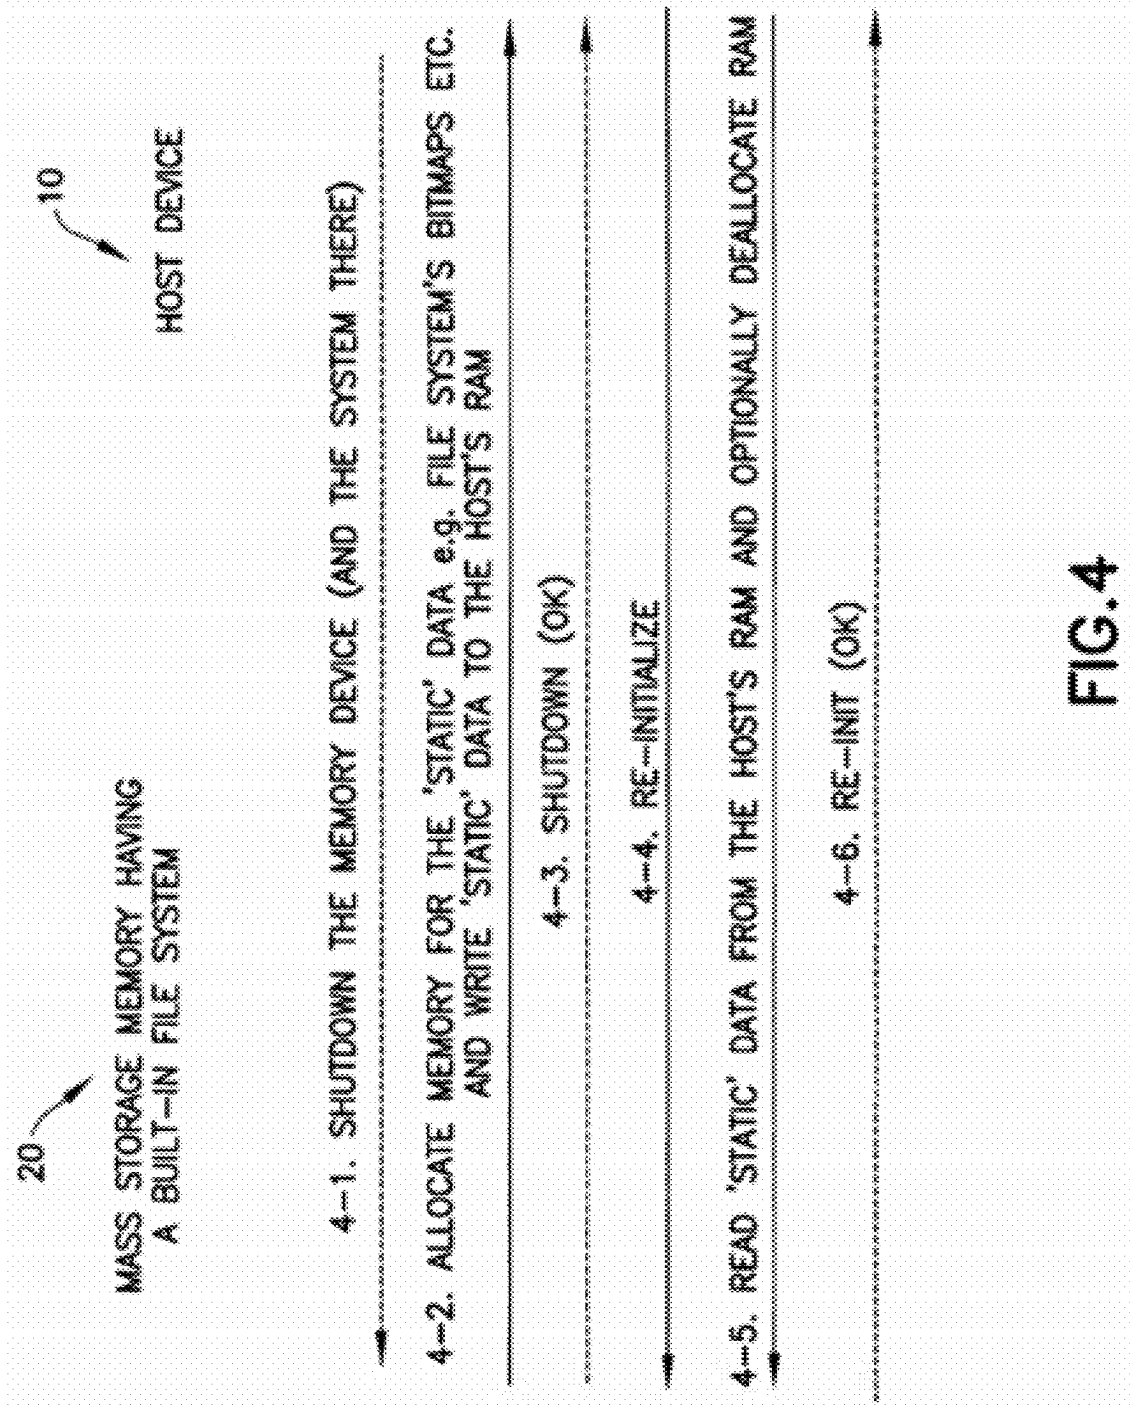 20
MASS STORAGE MEMORY HAVING
A BUILT-IN FILE SYSTEM
10
HOST DEVICE
4-1. SHUTDOWN THE MEMORY DEVICE (AND THE SYSTEM THERE)
4-2. ALLOCATE MEMORY FOR THE 'STATIC' DATA e.g. FILE SYSTEM'S BITMAPS ETC.
AND WRITE 'STATIC' DATA TO THE HOST'S RAM
4-3. SHUTDOWN (OK)
4-4. RE-INITIALIZE
4-5. READ 'STATIC' DATA FROM THE HOST'S RAM AND OPTIONALLY DEALLOCATE RAM
4-6. RE-INIT (OK)
FIG.4